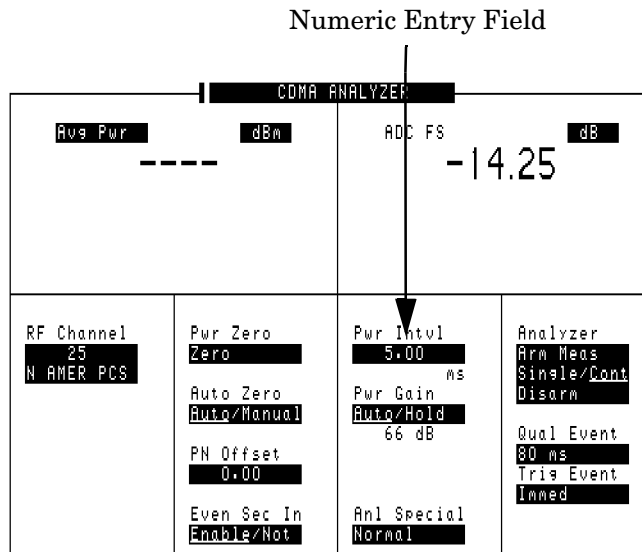 Numeric Entry Field
CDMA ANALYZER
Avg Pwr dBm
----
ADC FS dB
-14.25
RF Channel
25
N AMER PCS
Pwr Zero
Zero
Auto Zero
Auto/Manual
PN Offset
0.00
Even Sec In
Enable/Not
Pwr Intvl
5.00
ms
Pwr Gain
Auto/Hold
66 dB
Anl Special
Normal
Analyzer
Arm Meas
Single/Cont
Disarm
Qual Event
80 ms
Trig Event
Immed